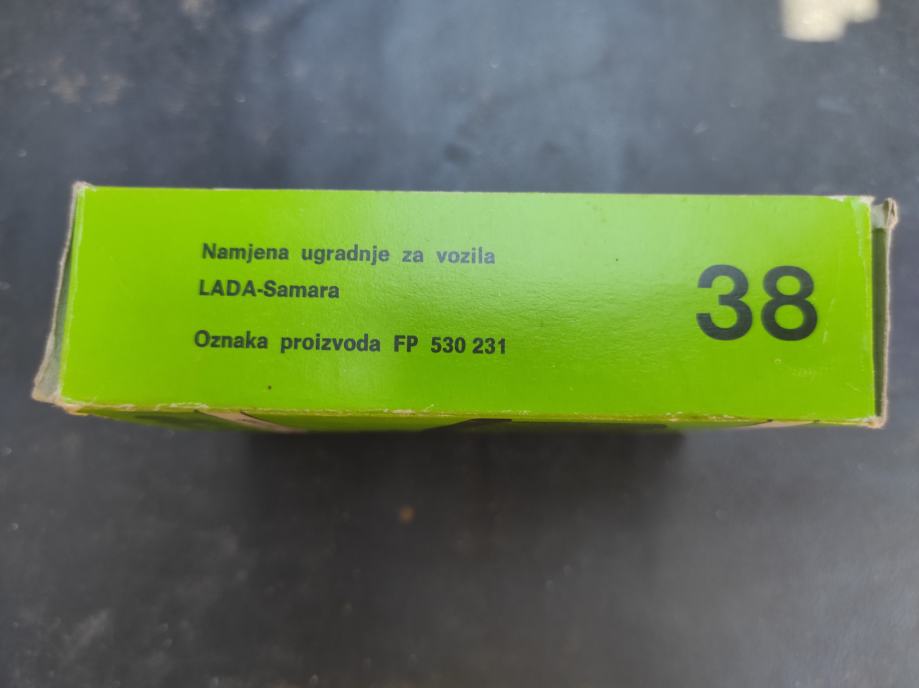 Namjena ugradnje za vozila
LADA-Samara
Oznaka proizvoda FP 530 231
38